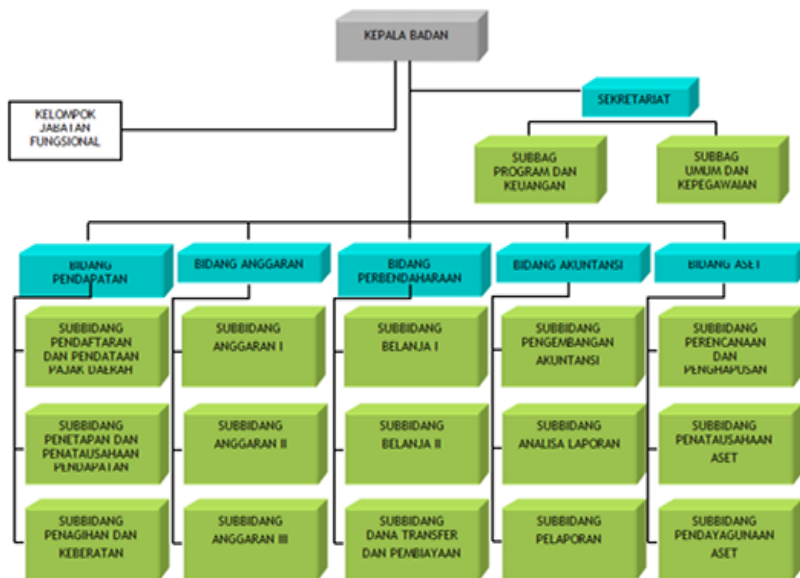 KEPALA BADAN
SEKRETARIAT
KELOMPOK
JABATAN
FUNGSIONAL
SUBBAG
PROGRAM DAN
KEUANGAN
SUBBAG
UMUM DAN
KEPEGAWAIAN
BIDANG
PENDAPATAN
BIDANG ANGGARAN
BIDANG
PERBENDAHARAAN
BIDANG AKUNTANSI
BIDANG ASET
SUBBIDANG
PENDAFTARAN
DAN PENDATAAN
PAJAK DAERAH
SUBBIDANG
ANGGARAN I
SUBBIDANG
BELANJA I
SUBBIDANG
PENGEMBANGAN
AKUNTANSI
SUBBIDANG
PERENCANAAN
DAN
PENGHAPUSAN
SUBBIDANG
PENETAPAN DAN
PENATAUSAHAAN
PENDAPATAN
SUBBIDANG
ANGGARAN II
SUBBIDANG
BELANJA II
SUBBIDANG
ANALISA LAPORAN
SUBBIDANG
PENATAUSAHAAN
ASET
SUBBIDANG
PENAGIHAN DAN
KEBERATAN
SUBBIDANG
ANGGARAN III
SUBBIDANG
DANA TRANSFER
DAN PEMBIAYAAN
SUBBIDANG
PELAPORAN
SUBBIDANG
PENDAYAGUNAAN
ASET